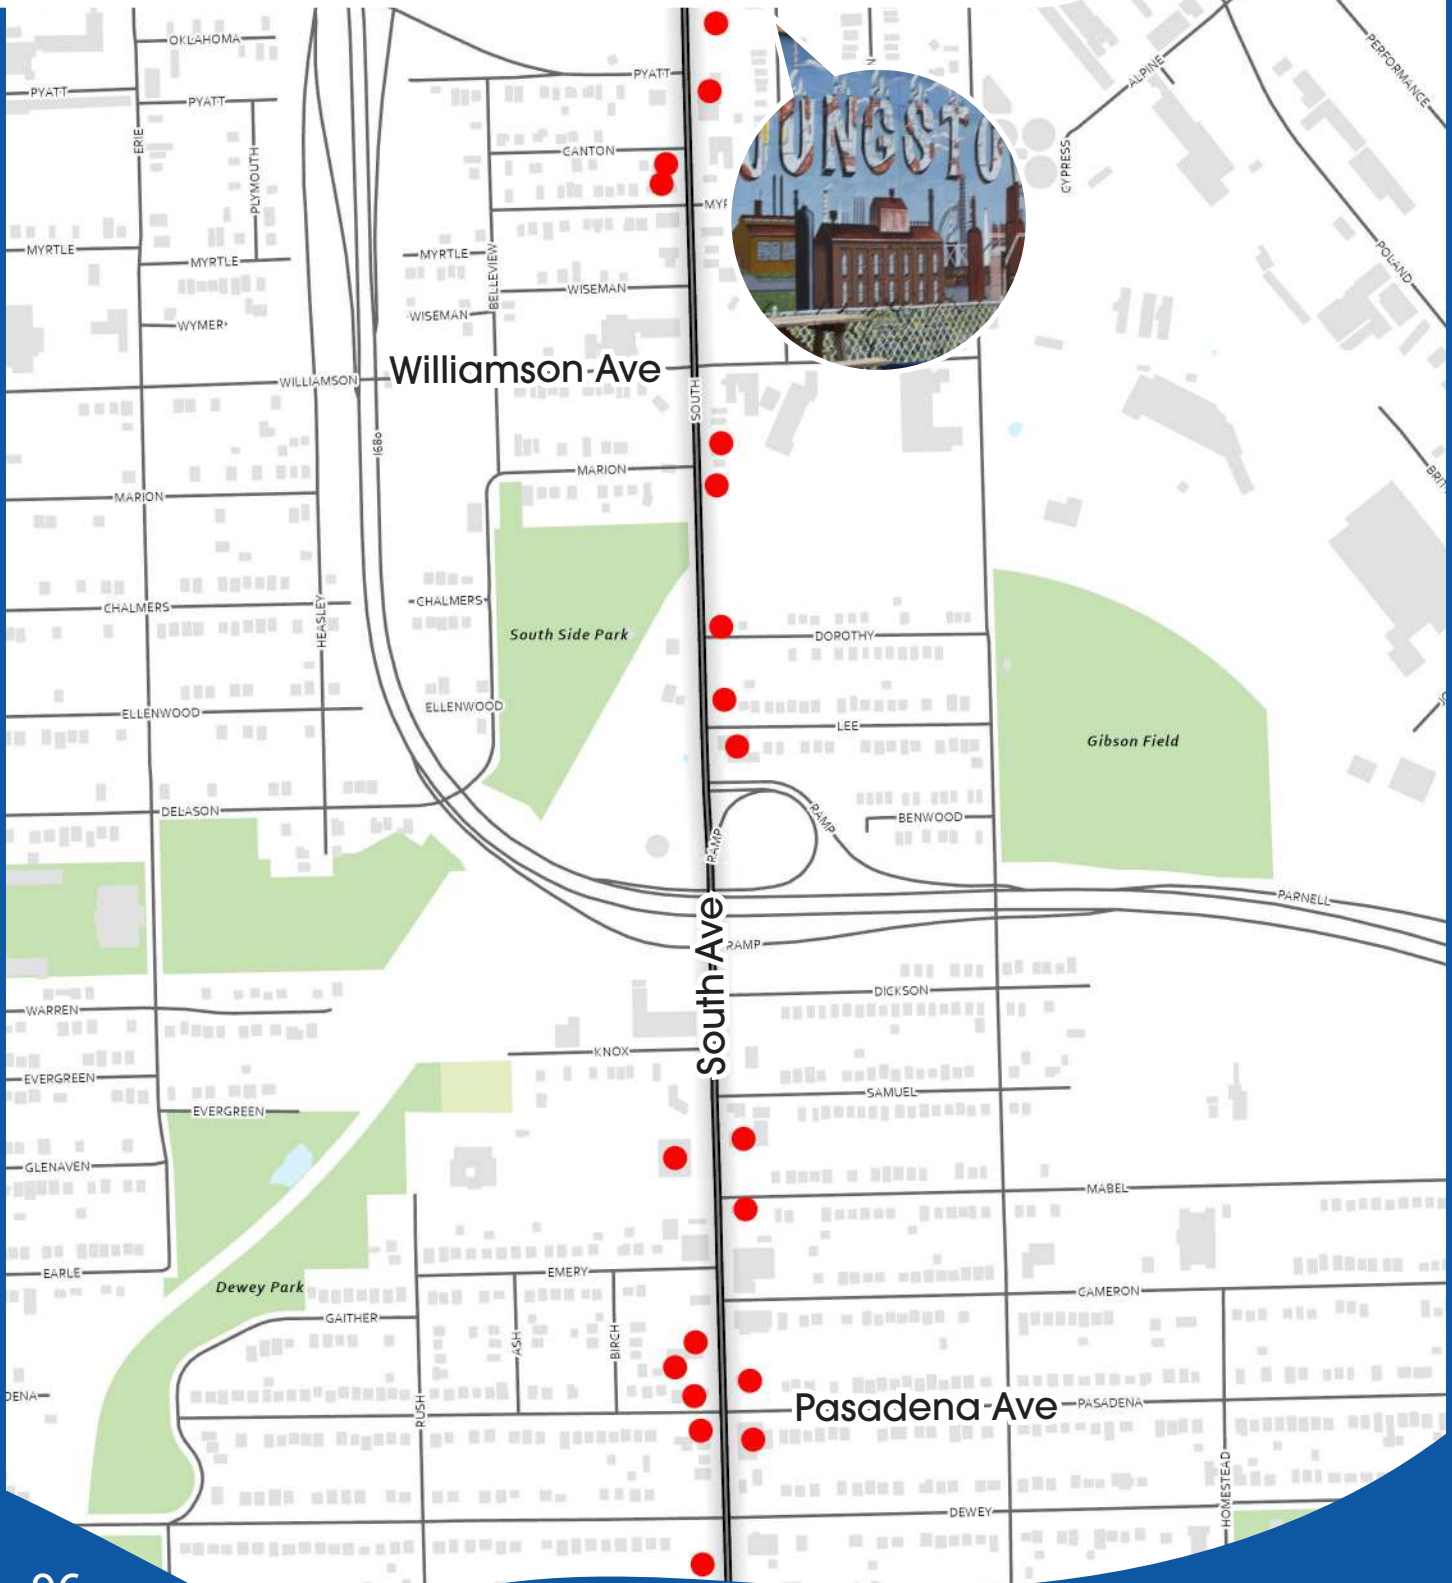 OKLAHOMA
PERFORMANCE
PYATT
ALPINE
PYATT
PYATT
ERIE
CANTON
PLYMOUTH
CYPRESS
MYRTLE
MYRTLE
MYRTLE
BELLEVIEW
POLAND
WISEMAN
WISEMAN
WYMER
Williamson Ave
WILLIAMSON
SOUTH
I680
MARION
MARION
CHALMERS
CHALMERS
HEASLEY
South Side Park
DOROTHY
ELLENWOOD
ELLENWOOD
LEE
Gibson Field
DELASON
RAMP
BENWOOD
RAMP
PARNELL
South Ave
RAMP
DICKSON
WARREN
KNOX
EVERGREEN
SAMUEL
EVERGREEN
GLENAVEN
MABEL
EARLE
EMERY
Dewey Park
CAMERON
GAITHER
ASH
BIRCH
DENA
RUSH
Pasadena Ave
PASADENA
HOMESTEAD
DEWEY